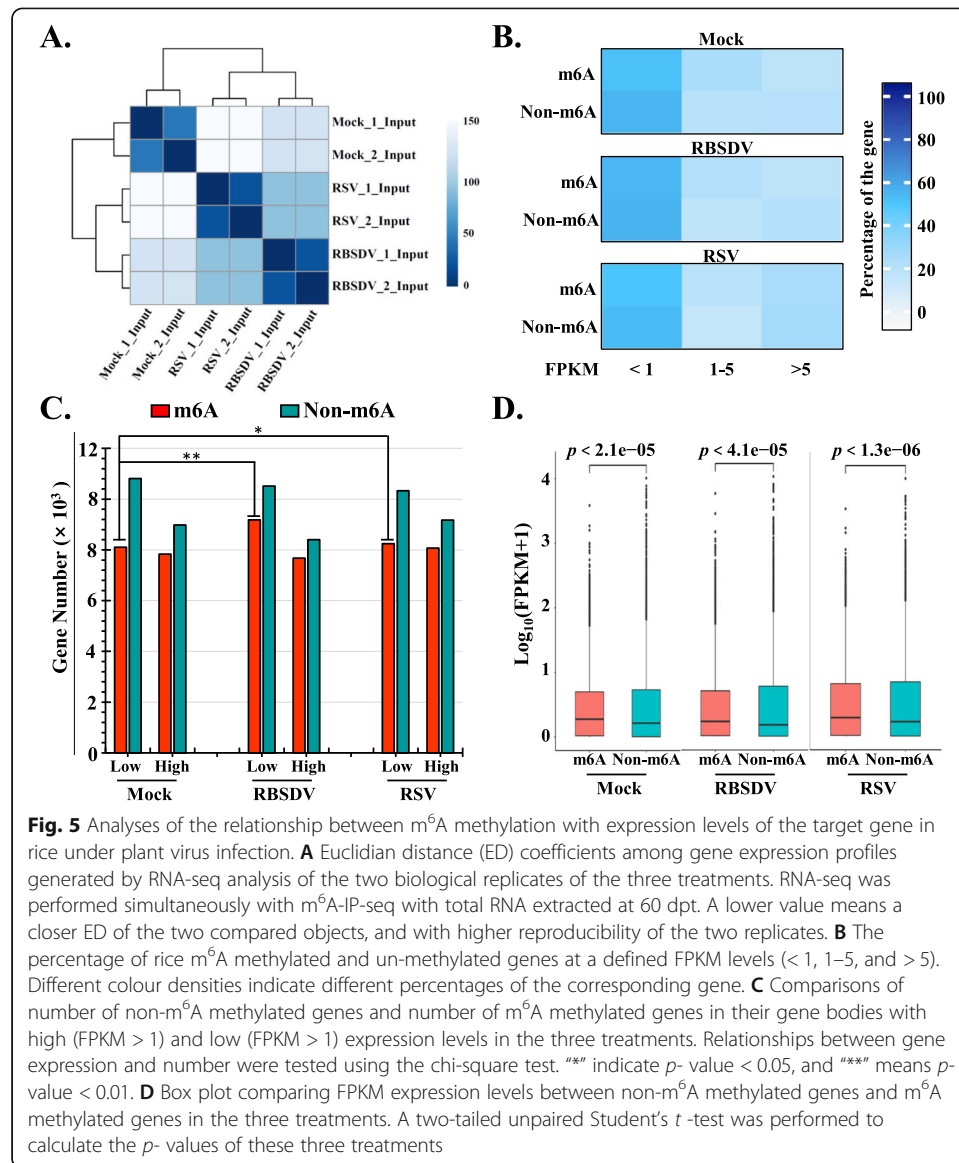 A.
Mock_1_Input
Mock_2_Input
RSV_1_Input
RSV_2_Input
RBSDV_1_Input
RBSDV_2_Input
150
100
50
0
Mock_1_Input
Mock_2_Input
RSV_1_Input
RSV_2_Input
RBSDV_1_Input
RBSDV_2_Input
B.
Mock
m6A
Non-m6A
RBSDV
m6A
Non-m6A
RSV
m6A
Non-m6A
FPKM < 1 1-5 >5
100
80
60
40
20
0
Percentage of the gene
C.
m6A Non-m6A
Gene Number (× 10³)
12
8
8
6
4
2
0
**
*
Low High Low High Low High
Mock RBSDV RSV
D.
p < 2.1e−05 p < 4.1e−05 p < 1.3e−06
Log₁₀(FPKM+1)
4
3
2
1
0
m6A Non-m6A m6A Non-m6A m6A Non-m6A
Mock RBSDV RSV
Fig. 5 Analyses of the relationship between m⁶A methylation with expression levels of the target gene in
rice under plant virus infection. A Euclidian distance (ED) coefficients among gene expression profiles
generated by RNA-seq analysis of the two biological replicates of the three treatments. RNA-seq was
performed simultaneously with m⁶A-IP-seq with total RNA extracted at 60 dpt. A lower value means a
closer ED of the two compared objects, and with higher reproducibility of the two replicates. B The
percentage of rice m⁶A methylated and un-methylated genes at a defined FPKM levels (< 1, 1–5, and > 5).
Different colour densities indicate different percentages of the corresponding gene. C Comparisons of
number of non-m⁶A methylated genes and number of m⁶A methylated genes in their gene bodies with
high (FPKM > 1) and low (FPKM > 1) expression levels in the three treatments. Relationships between gene
expression and number were tested using the chi-square test. “*” indicate p- value < 0.05, and “**” means p-
value < 0.01. D Box plot comparing FPKM expression levels between non-m⁶A methylated genes and m⁶A
methylated genes in the three treatments. A two-tailed unpaired Student’s t -test was performed to
calculate the p- values of these three treatments